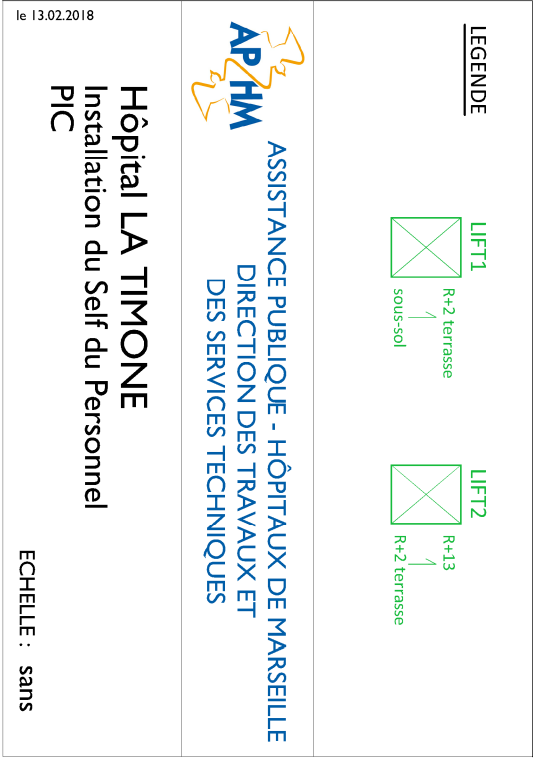 LEGENDE
LIFT1
R+2 terrasse
sous-sol
LIFT2
R+13
R+2 terrasse
AP HM
ASSISTANCE PUBLIQUE - HÔPITAUX DE MARSEILLE
DIRECTION DES TRAVAUX ET
DES SERVICES TECHNIQUES
Hôpital LA TIMONE
Installation du Self du Personnel
PIC
ECHELLE : sans
le 13.02.2018